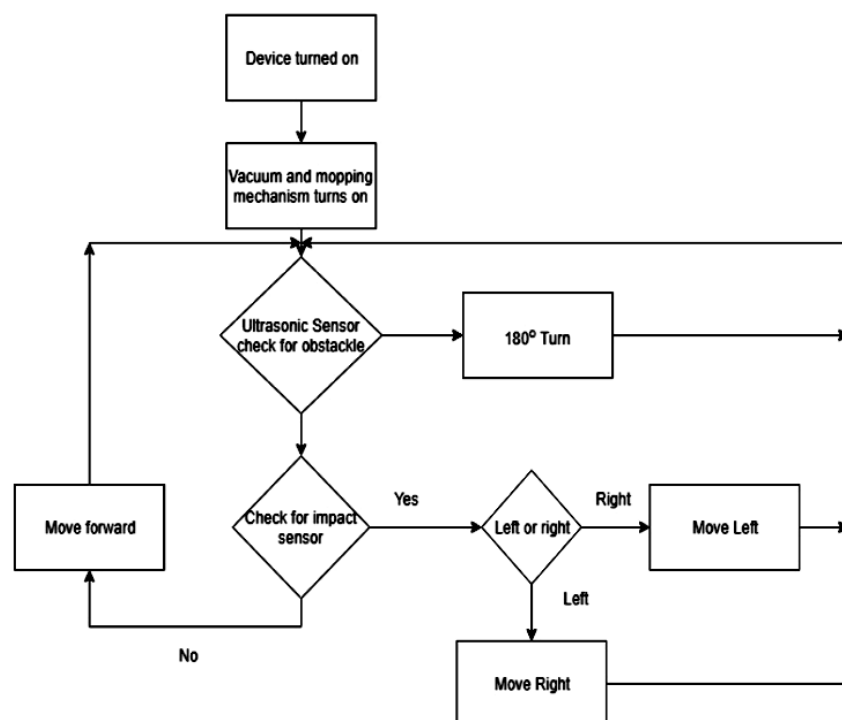 Device turned on
Vacuum and mopping
mechanism turns on
Ultrasonic Sensor
check for obstackle
180° Turn
Move forward
Check for impact
sensor
Yes
Left or right
Right
Move Left
Left
No
Move Right